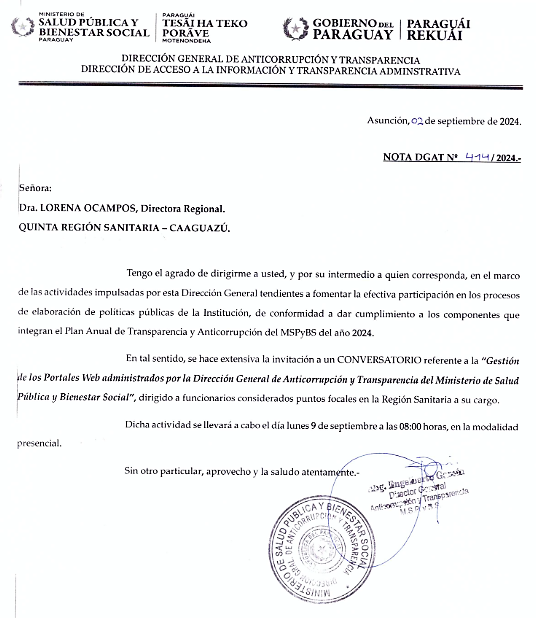 MINISTERIO DE
SALUD PÚBLICA Y
BIENESTAR SOCIAL
PARAGUAY
PARAGUÁI
TESÃI HA TEKO
PORÃVE
MOTENONDEHA
GOBIERNO DEL
PARAGUAY
PARAGUÁI
REKUÁI
DIRECCIÓN GENERAL DE ANTICORRUPCIÓN Y TRANSPARENCIA
DIRECCIÓN DE ACCESO A LA INFORMACIÓN Y TRANSPARENCIA ADMINSTRATIVA
Asunción, 02 de septiembre de 2024.
NOTA DGAT Nº 414/2024.-
Señora:
Dra. LORENA OCAMPOS, Directora Regional.
QUINTA REGIÓN SANITARIA – CAAGUAZÚ.
Tengo el agrado de dirigirme a usted, y por su intermedio a quien corresponda, en el marco
de las actividades impulsadas por esta Dirección General tendientes a fomentar la efectiva participación en los procesos
de elaboración de políticas públicas de la Institución, de conformidad a dar cumplimiento a los componentes que
integran el Plan Anual de Transparencia y Anticorrupción del MSPyBS del año 2024.
En tal sentido, se hace extensiva la invitación a un CONVERSATORIO referente a la “Gestión
de los Portales Web administrados por la Dirección General de Anticorrupción y Transparencia del Ministerio de Salud
Pública y Bienestar Social”, dirigido a funcionarios considerados puntos focales en la Región Sanitaria a su cargo.
Dicha actividad se llevará a cabo el día lunes 9 de septiembre a las 08:00 horas, en la modalidad
presencial.
Sin otro particular, aprovecho y la saludo atentamente.-
Director General
Anticorrupción y Transparencia
MINISTERIO DE SALUD PÚBLICA Y BIENESTAR SOCIAL
DIRECCIÓN GRAL. DE ANTICORRUPCIÓN Y TRANSPARENCIA